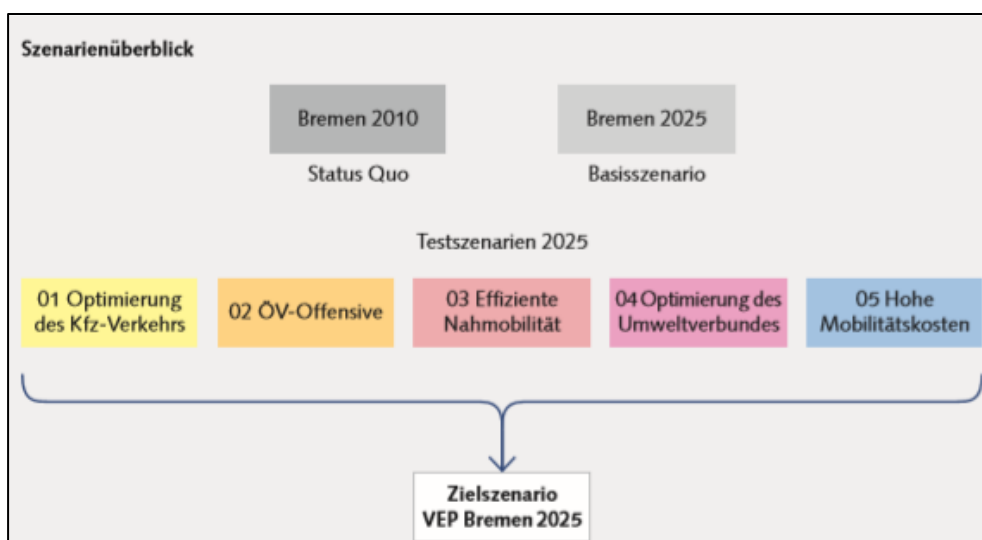 Szenarienüberblick
Bremen 2010
Bremen 2025
Status Quo
Basisszenario
Testszenarien 2025
01 Optimierung
des Kfz-Verkehrs
02 ÖV-Offensive
03 Effiziente
Nahmobilität
04 Optimierung des
Umweltverbundes
05 Hohe
Mobilitätskosten
Zielszenario
VEP Bremen 2025